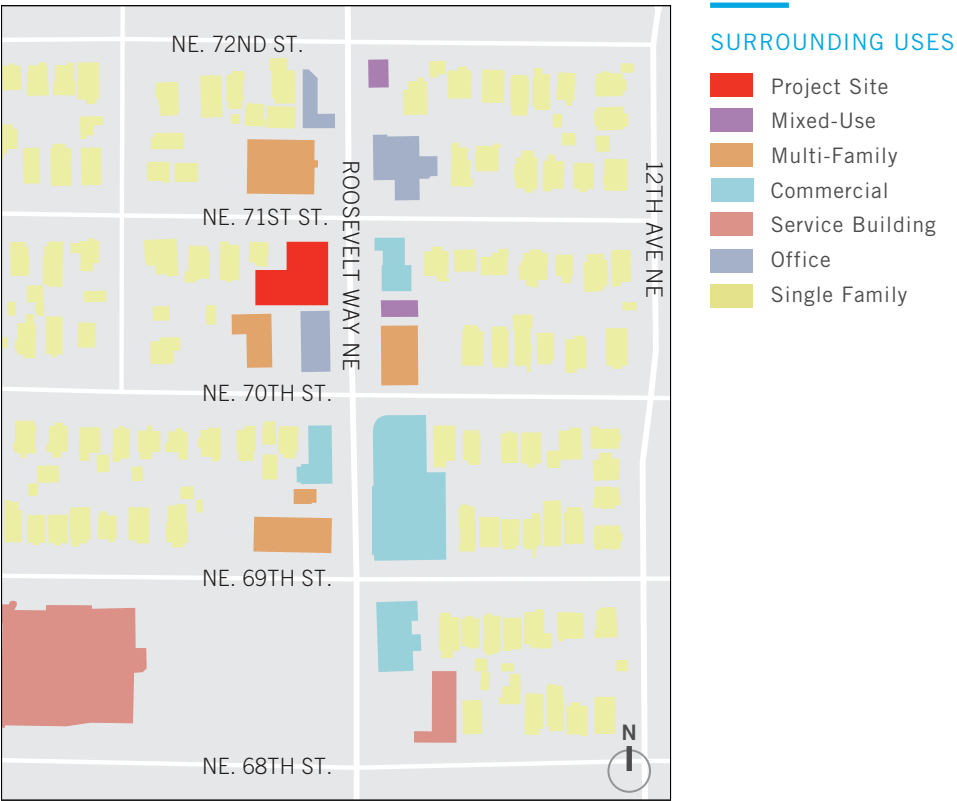 NE. 72ND ST.
NE. 71ST ST.
ROOSEVELT WAY NE
12TH AVE NE
NE. 70TH ST.
NE. 69TH ST.
NE. 68TH ST.
N
SURROUNDING USES
Project Site
Mixed-Use
Multi-Family
Commercial
Service Building
Office
Single Family